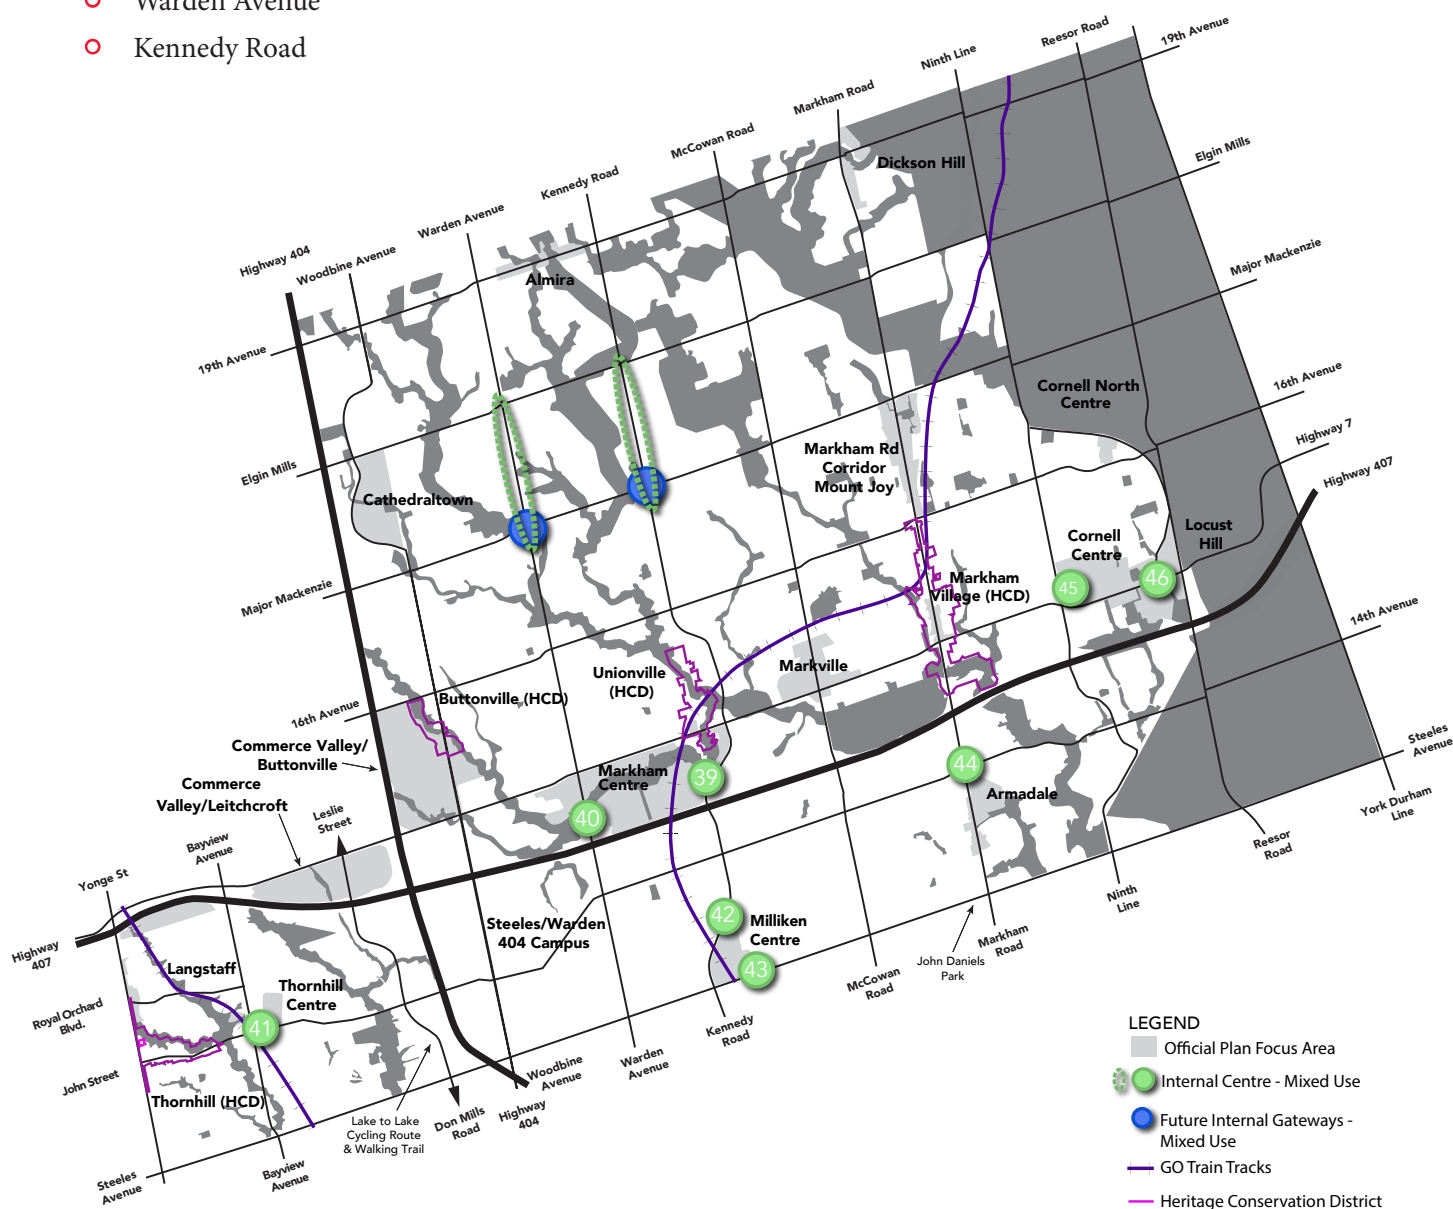 Warden Avenue
Kennedy Road
19th Avenue
Reesor Road
Ninth Line
Markham Road
McCowan Road
Kennedy Road
Warden Avenue
Highway 404
Woodbine Avenue
Dickson Hill
Elgin Mills
Almira
Major Mackenzie
19th Avenue
16th Avenue
Cornell North
Centre
Highway 7
Highway 407
Elgin Mills
Cathedraltown
Markham Rd
Corridor
Mount Joy
Cornell
Centre
Locust
Hill
Major Mackenzie
Markham
Village (HCD)
45
46
14th Avenue
Unionville
(HCD)
Markville
Buttonville (HCD)
16th Avenue
Commerce Valley/
Buttonville
Commerce
Valley/Leitchcroft
Markham
Centre
39
40
44
Armadale
Steeles
Avenue
York Durham
Line
Reesor
Road
Leslie
Street
Bayview
Avenue
Yonge St
Highway
407
Steeles/Warden
404 Campus
42
Milliken
Centre
43
Ninth
Line
Markham
Road
John Daniels
Park
McCowan
Road
Kennedy
Road
Langstaff
Thornhill
Centre
41
Royal Orchard
Blvd.
John Street
Thornhill (HCD)
Warden
Avenue
Woodbine
Avenue
Highway
404
Don Mills
Road
Lake to Lake
Cycling Route
& Walking Trail
Bayview
Avenue
Steeles
Avenue
LEGEND
Official Plan Focus Area
Internal Centre - Mixed Use
Future Internal Gateways -
Mixed Use
GO Train Tracks
Heritage Conservation District